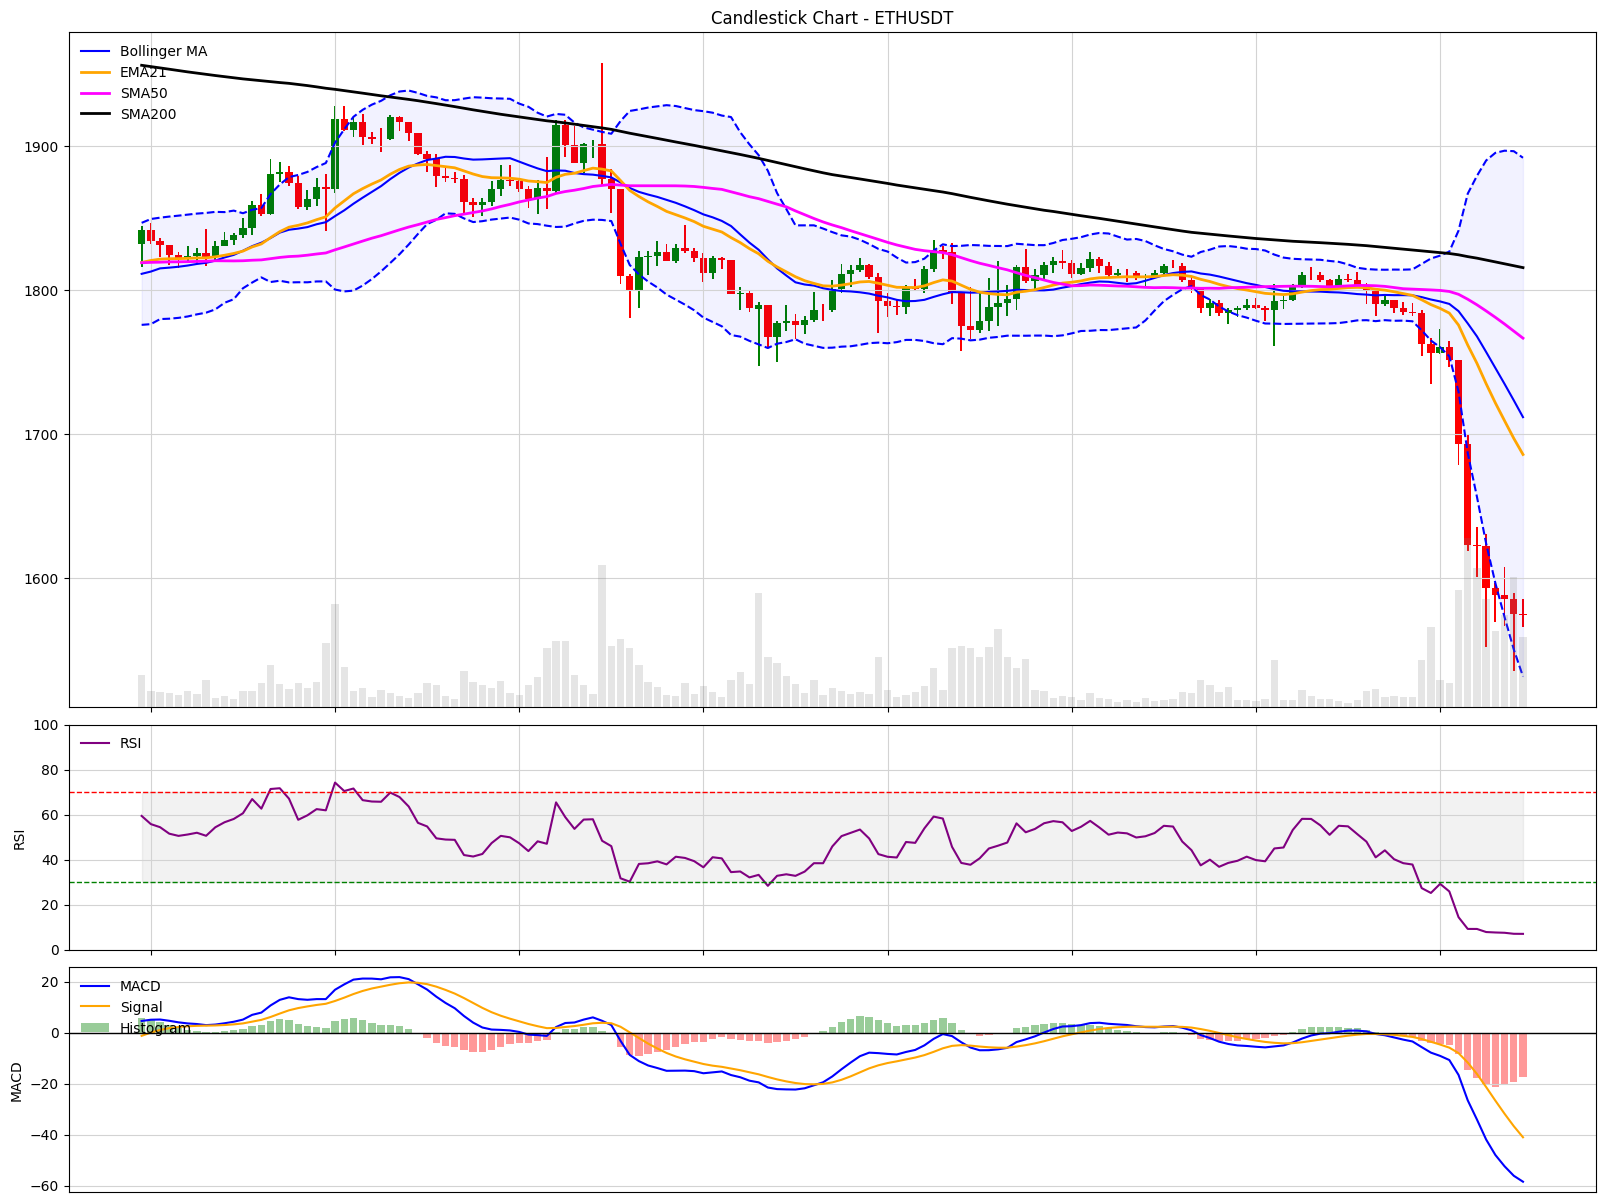 Candlestick Chart - ETHUSDT
Bollinger MA
EMA21
SMA50
SMA200
1900
1800
1700
1600
RSI
100
80
60
40
20
0
RSI
MACD
Signal
Histogram
20
0
−20
−40
−60
MACD